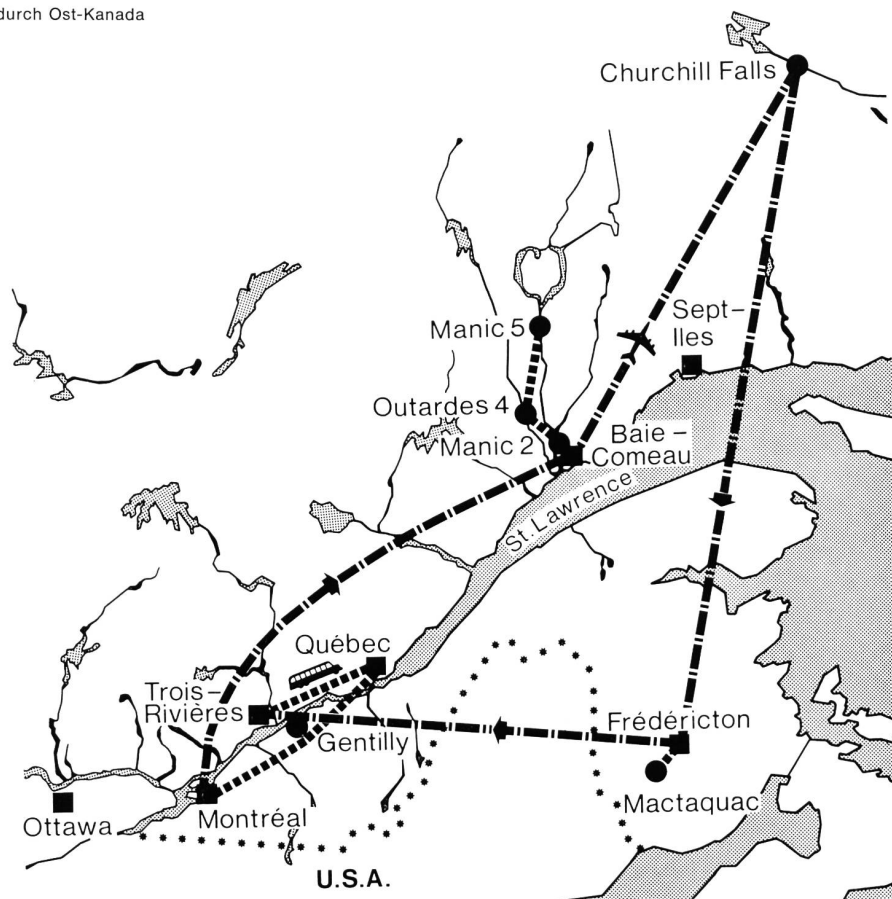 durch Ost-Kanada
Churchill Falls
Sept–
Iles
Manic 5
Outardes 4
Manic 2
Baie–
Comeau
St. Lawrence
Québec
Trois–
Rivières
Gentilly
Frédéricton
Mactaquac
Ottawa
Montréal
U.S.A.